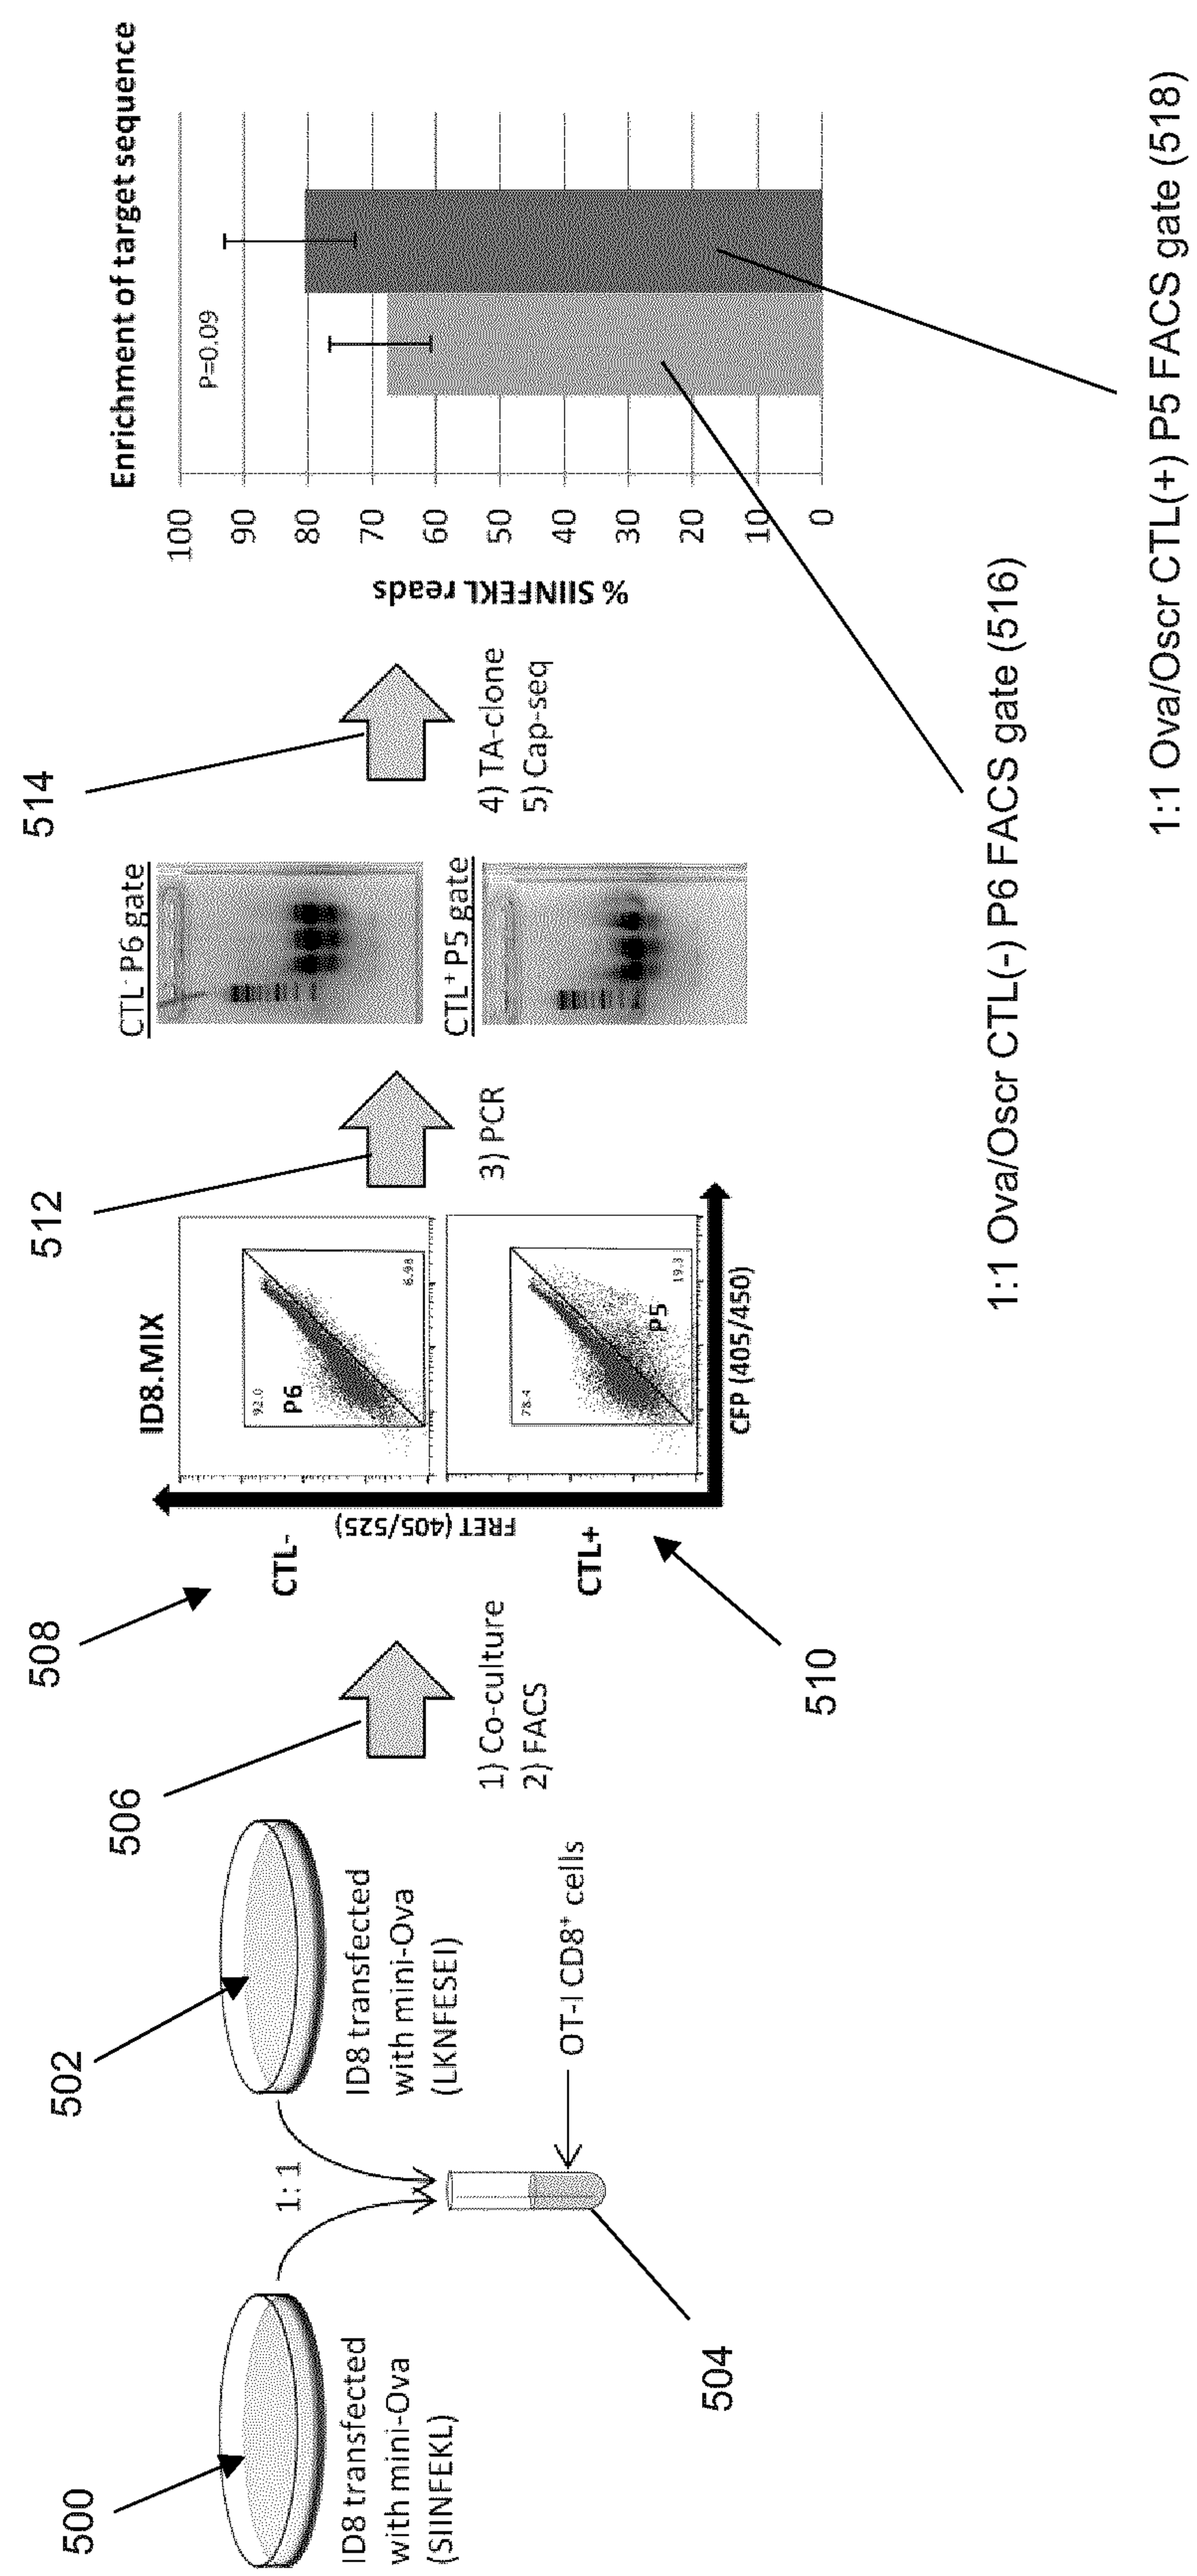 500
ID8 transfected
with mini-Ova
(SIINFEKL)
1: 1
502
ID8 transfected
with mini-Ova
(LKNFESEI)
OT-I CD8+ cells
504
506
1) Co-culture
2) FACS
508
CTL-
CTL+
510
FRET (405/525)
ID8.MIX
92.0
P6
6.98
78.4
P5
19.3
CFP (405/450)
512
3) PCR
CTL- P6 gate
CTL+ P5 gate
514
4) TA-clone
5) Cap-seq
Enrichment of target sequence
% SIINFEKL reads
100
90
80
70
60
50
40
30
20
10
0
P=0.09
1:1 Ova/Oscr CTL(-) P6 FACS gate (516)
1:1 Ova/Oscr CTL(+) P5 FACS gate (518)